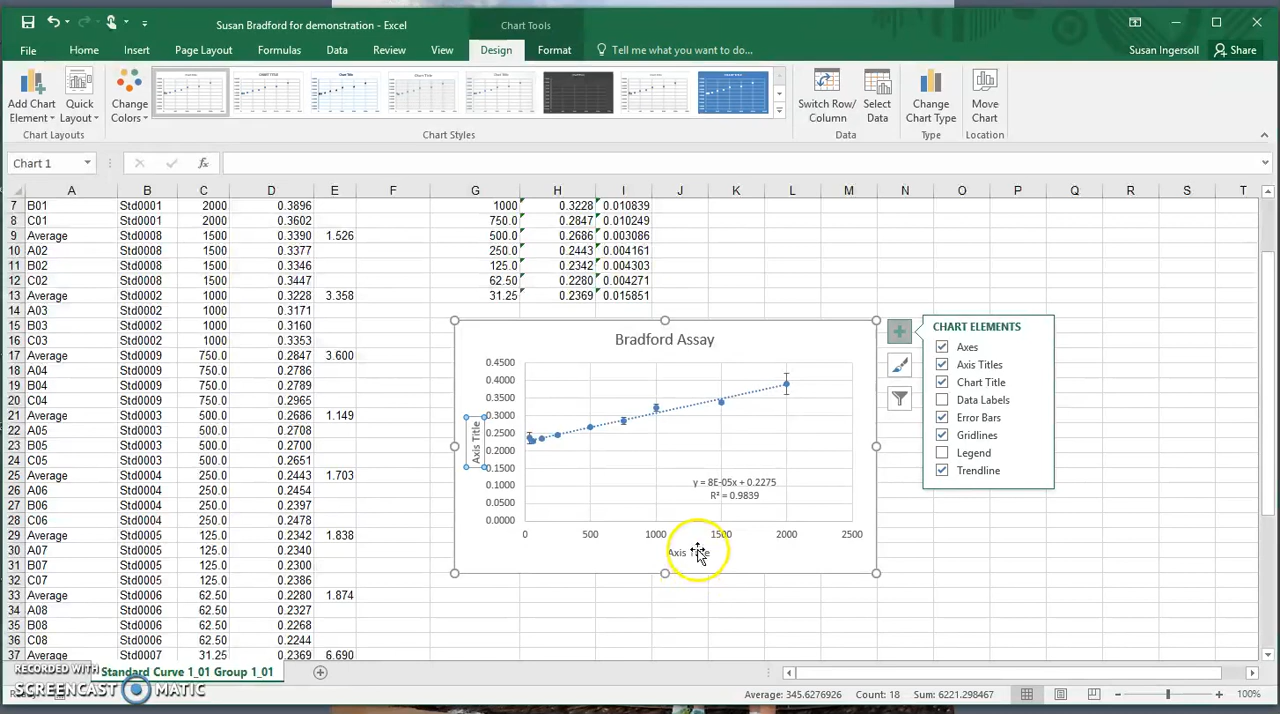 Susan Bradford for demonstration - Excel
Chart Tools
File Home Insert Page Layout Formulas Data Review View Design Format Tell me what you want to do... Susan Ingersoll Share
Add Chart Element Quick Layout Change Colors Switch Row/ Column Select Data Change Chart Type Move Chart
Chart Layouts Chart Styles Data Type Location
Chart 1 fx
A B C D E F G H I J K L M N O P Q R S T
7 B01 Std0001 2000 0.3896 1000 0.3228 0.010839
8 C01 Std0001 2000 0.3602 750.0 0.2847 0.010249
9 Average Std0008 1500 0.3390 1.526 500.0 0.2686 0.003086
10 A02 Std0008 1500 0.3377 250.0 0.2443 0.004161
11 B02 Std0008 1500 0.3346 125.0 0.2342 0.004303
12 C02 Std0008 1500 0.3447 62.50 0.2280 0.004271
13 Average Std0002 1000 0.3228 3.358 31.25 0.2369 0.015851
14 A03 Std0002 1000 0.3171
15 B03 Std0002 1000 0.3160
16 C03 Std0002 1000 0.3353
17 Average Std0009 750.0 0.2847 3.600
18 A04 Std0009 750.0 0.2786
19 B04 Std0009 750.0 0.2789
20 C04 Std0009 750.0 0.2965
21 Average Std0003 500.0 0.2686 1.149
22 A05 Std0003 500.0 0.2708
23 B05 Std0003 500.0 0.2700
24 C05 Std0003 500.0 0.2651
25 Average Std0004 250.0 0.2443 1.703
26 A06 Std0004 250.0 0.2454
27 B06 Std0004 250.0 0.2397
28 C06 Std0004 250.0 0.2478
29 Average Std0005 125.0 0.2342 1.838
30 A07 Std0005 125.0 0.2340
31 B07 Std0005 125.0 0.2300
32 C07 Std0005 125.0 0.2386
33 Average Std0006 62.50 0.2280 1.874
34 A08 Std0006 62.50 0.2327
35 B08 Std0006 62.50 0.2268
36 C08 Std0006 62.50 0.2244
37 Average Std0007 31.25 0.2369 6.690
Bradford Assay
0.4500
0.4000
0.3500
0.3000
0.2500
0.2000
0.1500
0.1000
0.0500
0.0000
Axis Title
y = 8E-05x + 0.2275
R² = 0.9839
0 500 1000 1500 2000 2500
Axis Title
CHART ELEMENTS
Axes
Axis Titles
Chart Title
Data Labels
Error Bars
Gridlines
Legend
Trendline
RECORDED WITH
SCREENCAST MATIC
Standard Curve 1_01 Group 1_01
Average: 345.6276926 Count: 18 Sum: 6221.298467 100%